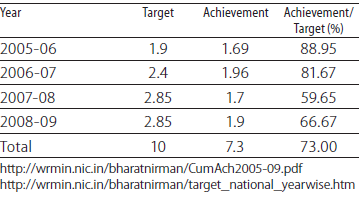 Year Target Achievement Achievement/
Target (%)
2005-06 1.9 1.69 88.95
2006-07 2.4 1.96 81.67
2007-08 2.85 1.7 59.65
2008-09 2.85 1.9 66.67
Total 10 7.3 73.00
http://wrmin.nic.in/bharatnirman/CumAch2005-09.pdf
http://wrmin.nic.in/bharatnirman/target_national_yearwise.htm